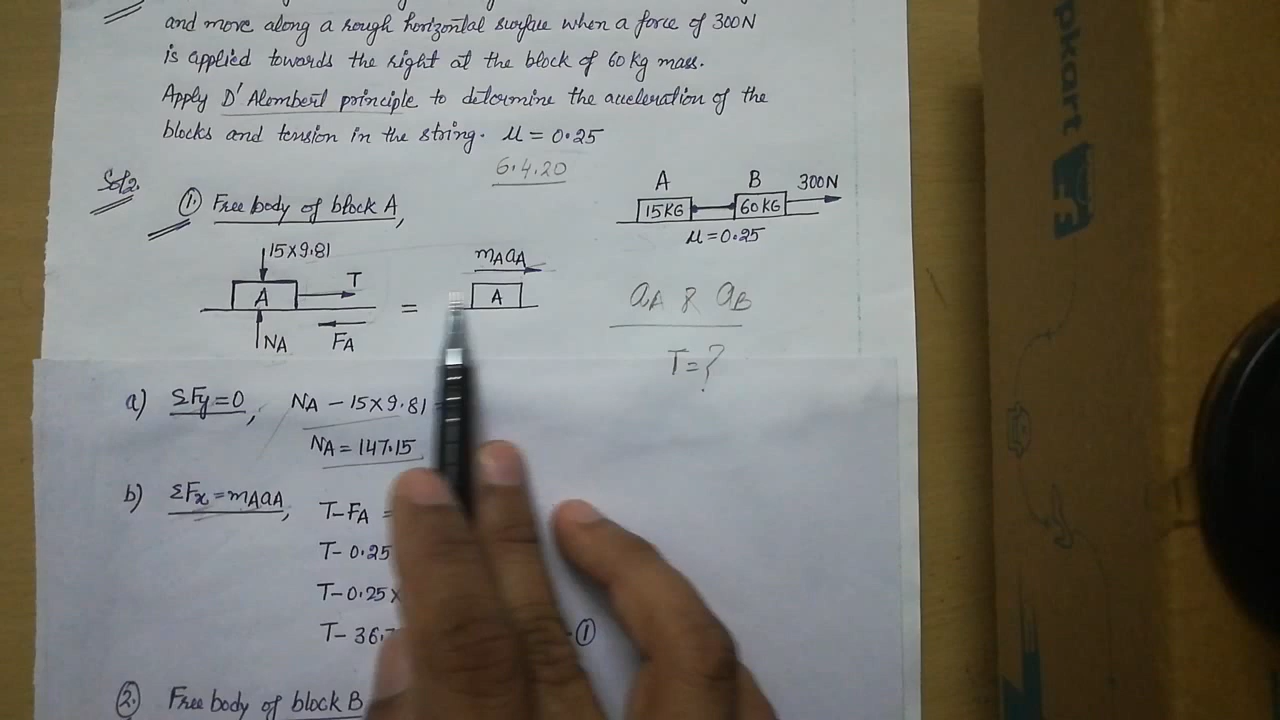 and move along a rough horizontal surface when a force of 300N
is applied towards the right at the block of 60 kg mass.
Apply D'Alembert principle to determine the acceleration of the
blocks and tension in the string. μ = 0.25
6.4.20
Sol2.
① Free body of block A,
A B 300N
15KG 60KG
μ=0.25
15×9.81
A T
NA FA
=
mAaA
A
aA & aB
T=?
a) ΣFy=0, NA - 15×9.81
NA = 147.15
b) ΣFx=mAaA, T-FA =
T- 0.25
T-0.25×
T- 36.7
-①
② Free body of block B
pkart